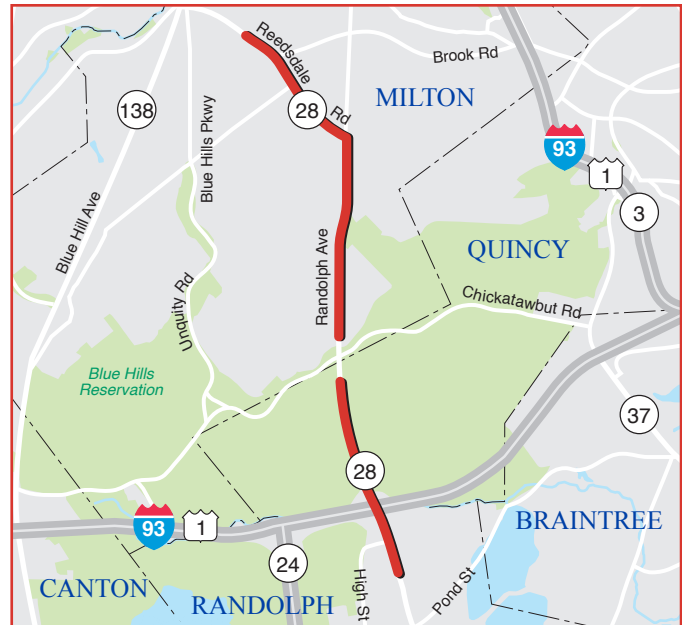 Reedsdale
Rd
Brook Rd
28
MILTON
138
Blue Hills Pkwy
93
1
3
Blue Hill Ave
QUINCY
Randolph Ave
Unquity Rd
Chickatawbut Rd
Blue Hills
Reservation
37
28
93
1
BRAINTREE
24
CANTON
RANDOLPH
High St
Pond St